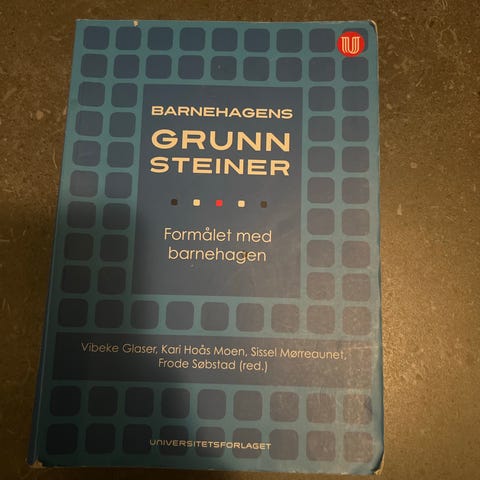 BARNEHAGENS
GRUNN
STEINER
Formålet med
barnehagen
Vibeke Glaser, Kari Hoås Moen, Sissel Mørreaunet,
Frode Søbstad (red.)
UNIVERSITETSFORLAGET